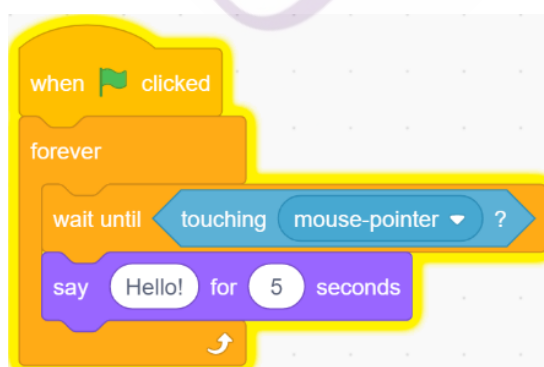 when clicked
forever
wait until touching mouse-pointer ?
say Hello! for 5 seconds